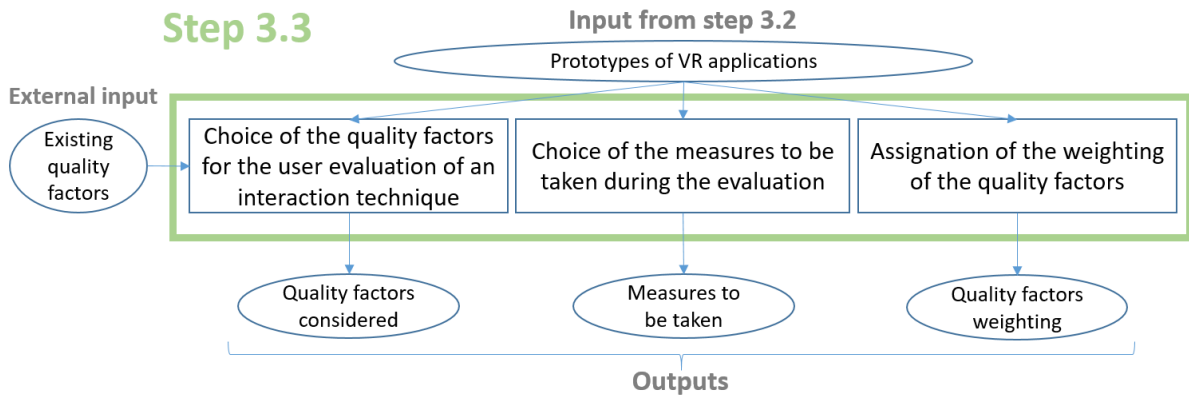 Step 3.3
Input from step 3.2
Prototypes of VR applications
External input
Existing
quality
factors
Choice of the quality factors
for the user evaluation of an
interaction technique
Choice of the measures to be
taken during the evaluation
Assignation of the weighting
of the quality factors
Quality factors
considered
Measures to
be taken
Quality factors
weighting
Outputs